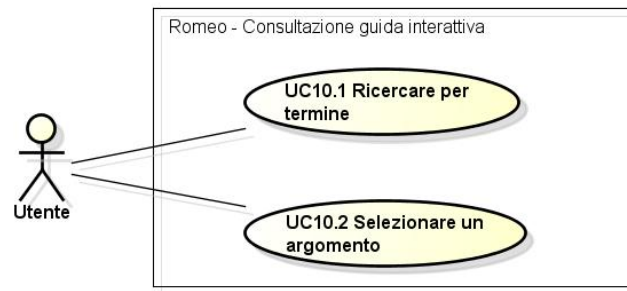 Romeo - Consultazione guida interattiva
UC10.1 Ricercare per
termine
Utente
UC10.2 Selezionare un
argomento